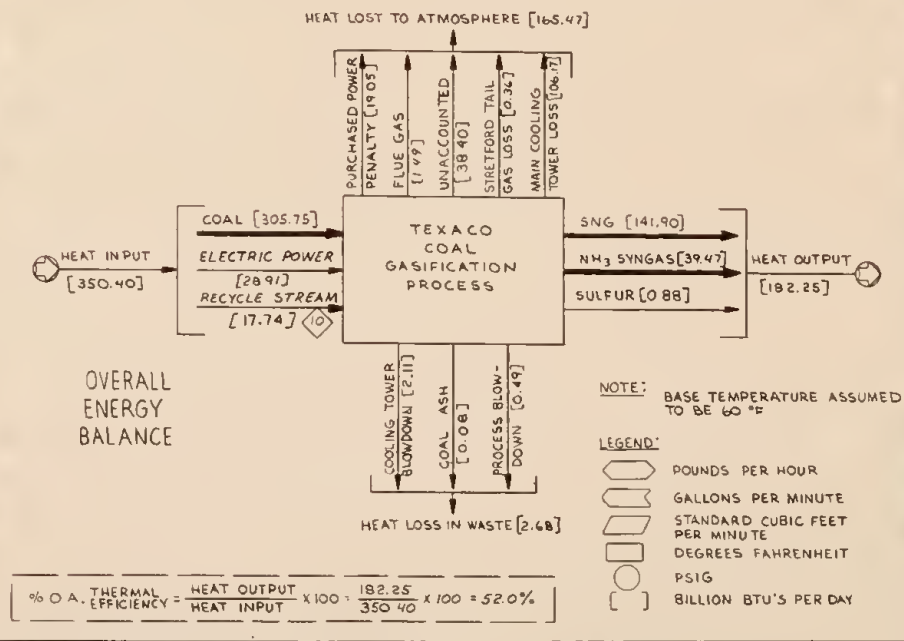 HEAT LOST TO ATMOSPHERE [165.47]
PURCHASED POWER
PENALTY [19.05]
FLUE GAS
[1.49]
UNACCOUNTED
[38.40]
STRETFORD TAIL
GAS LOSS [0.36]
MAIN COOLING
TOWER LOSS [106.17]
HEAT INPUT
[350.40]
COAL [305.75]
ELECTRIC POWER
[28.91]
RECYCLE STREAM
[17.74] 10
TEXACO
COAL
GASIFICATION
PROCESS
SNG [141.90]
NH3 SYNGAS [39.47]
SULFUR [0.88]
HEAT OUTPUT
[182.25]
COOLING TOWER
BLOWDOWN [2.11]
COAL ASH
[0.08]
PROCESS BLOW-
DOWN [0.49]
HEAT LOSS IN WASTE [2.68]
OVERALL
ENERGY
BALANCE
NOTE: BASE TEMPERATURE ASSUMED
TO BE 60 °F
LEGEND:
POUNDS PER HOUR
GALLONS PER MINUTE
STANDARD CUBIC FEET
PER MINUTE
DEGREES FAHRENHEIT
PSIG
[ ] BILLION BTU'S PER DAY
% O.A. THERMAL EFFICIENCY = HEAT OUTPUT / HEAT INPUT X 100 = 182.25 / 350.40 X 100 = 52.0%